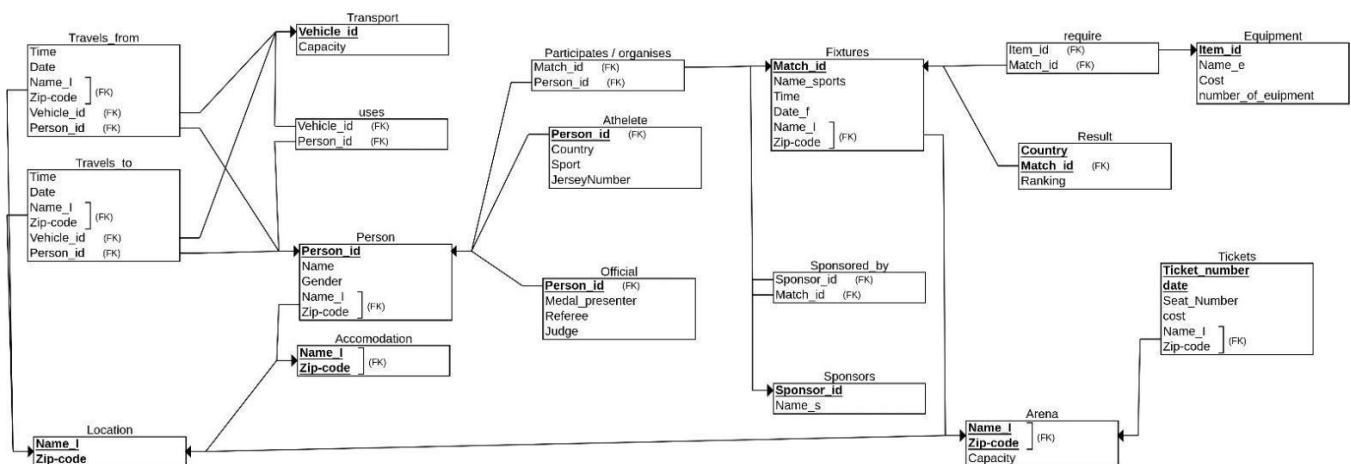 Transport
Vehicle_id
Capacity
Travels_from
Time
Date
Name_l
Zip-code
(FK)
Vehicle_id (FK)
Person_id (FK)
uses
Vehicle_id (FK)
Person_id (FK)
Travels_to
Time
Date
Name_l
Zip-code
(FK)
Vehicle_id (FK)
Person_id (FK)
Person
Person_id
Name
Gender
Name_l
Zip-code
(FK)
Accomodation
Name_l
Zip-code
(FK)
Location
Name_l
Zip-code
Participates / organises
Match_id (FK)
Person_id (FK)
Athelete
Person_id (FK)
Country
Sport
JerseyNumber
Official
Person_id (FK)
Medal_presenter
Referee
Judge
Fixtures
Match_id
Name_sports
Time
Date_f
Name_l
Zip-code
(FK)
Sponsored_by
Sponsor_id (FK)
Match_id (FK)
Sponsors
Sponsor_id
Name_s
require
Item_id (FK)
Match_id (FK)
Equipment
Item_id
Name_e
Cost
number_of_euipment
Result
Country
Match_id (FK)
Ranking
Tickets
Ticket_number
date
Seat_Number
cost
Name_l
Zip-code
(FK)
Arena
Name_l
Zip-code
(FK)
Capacity